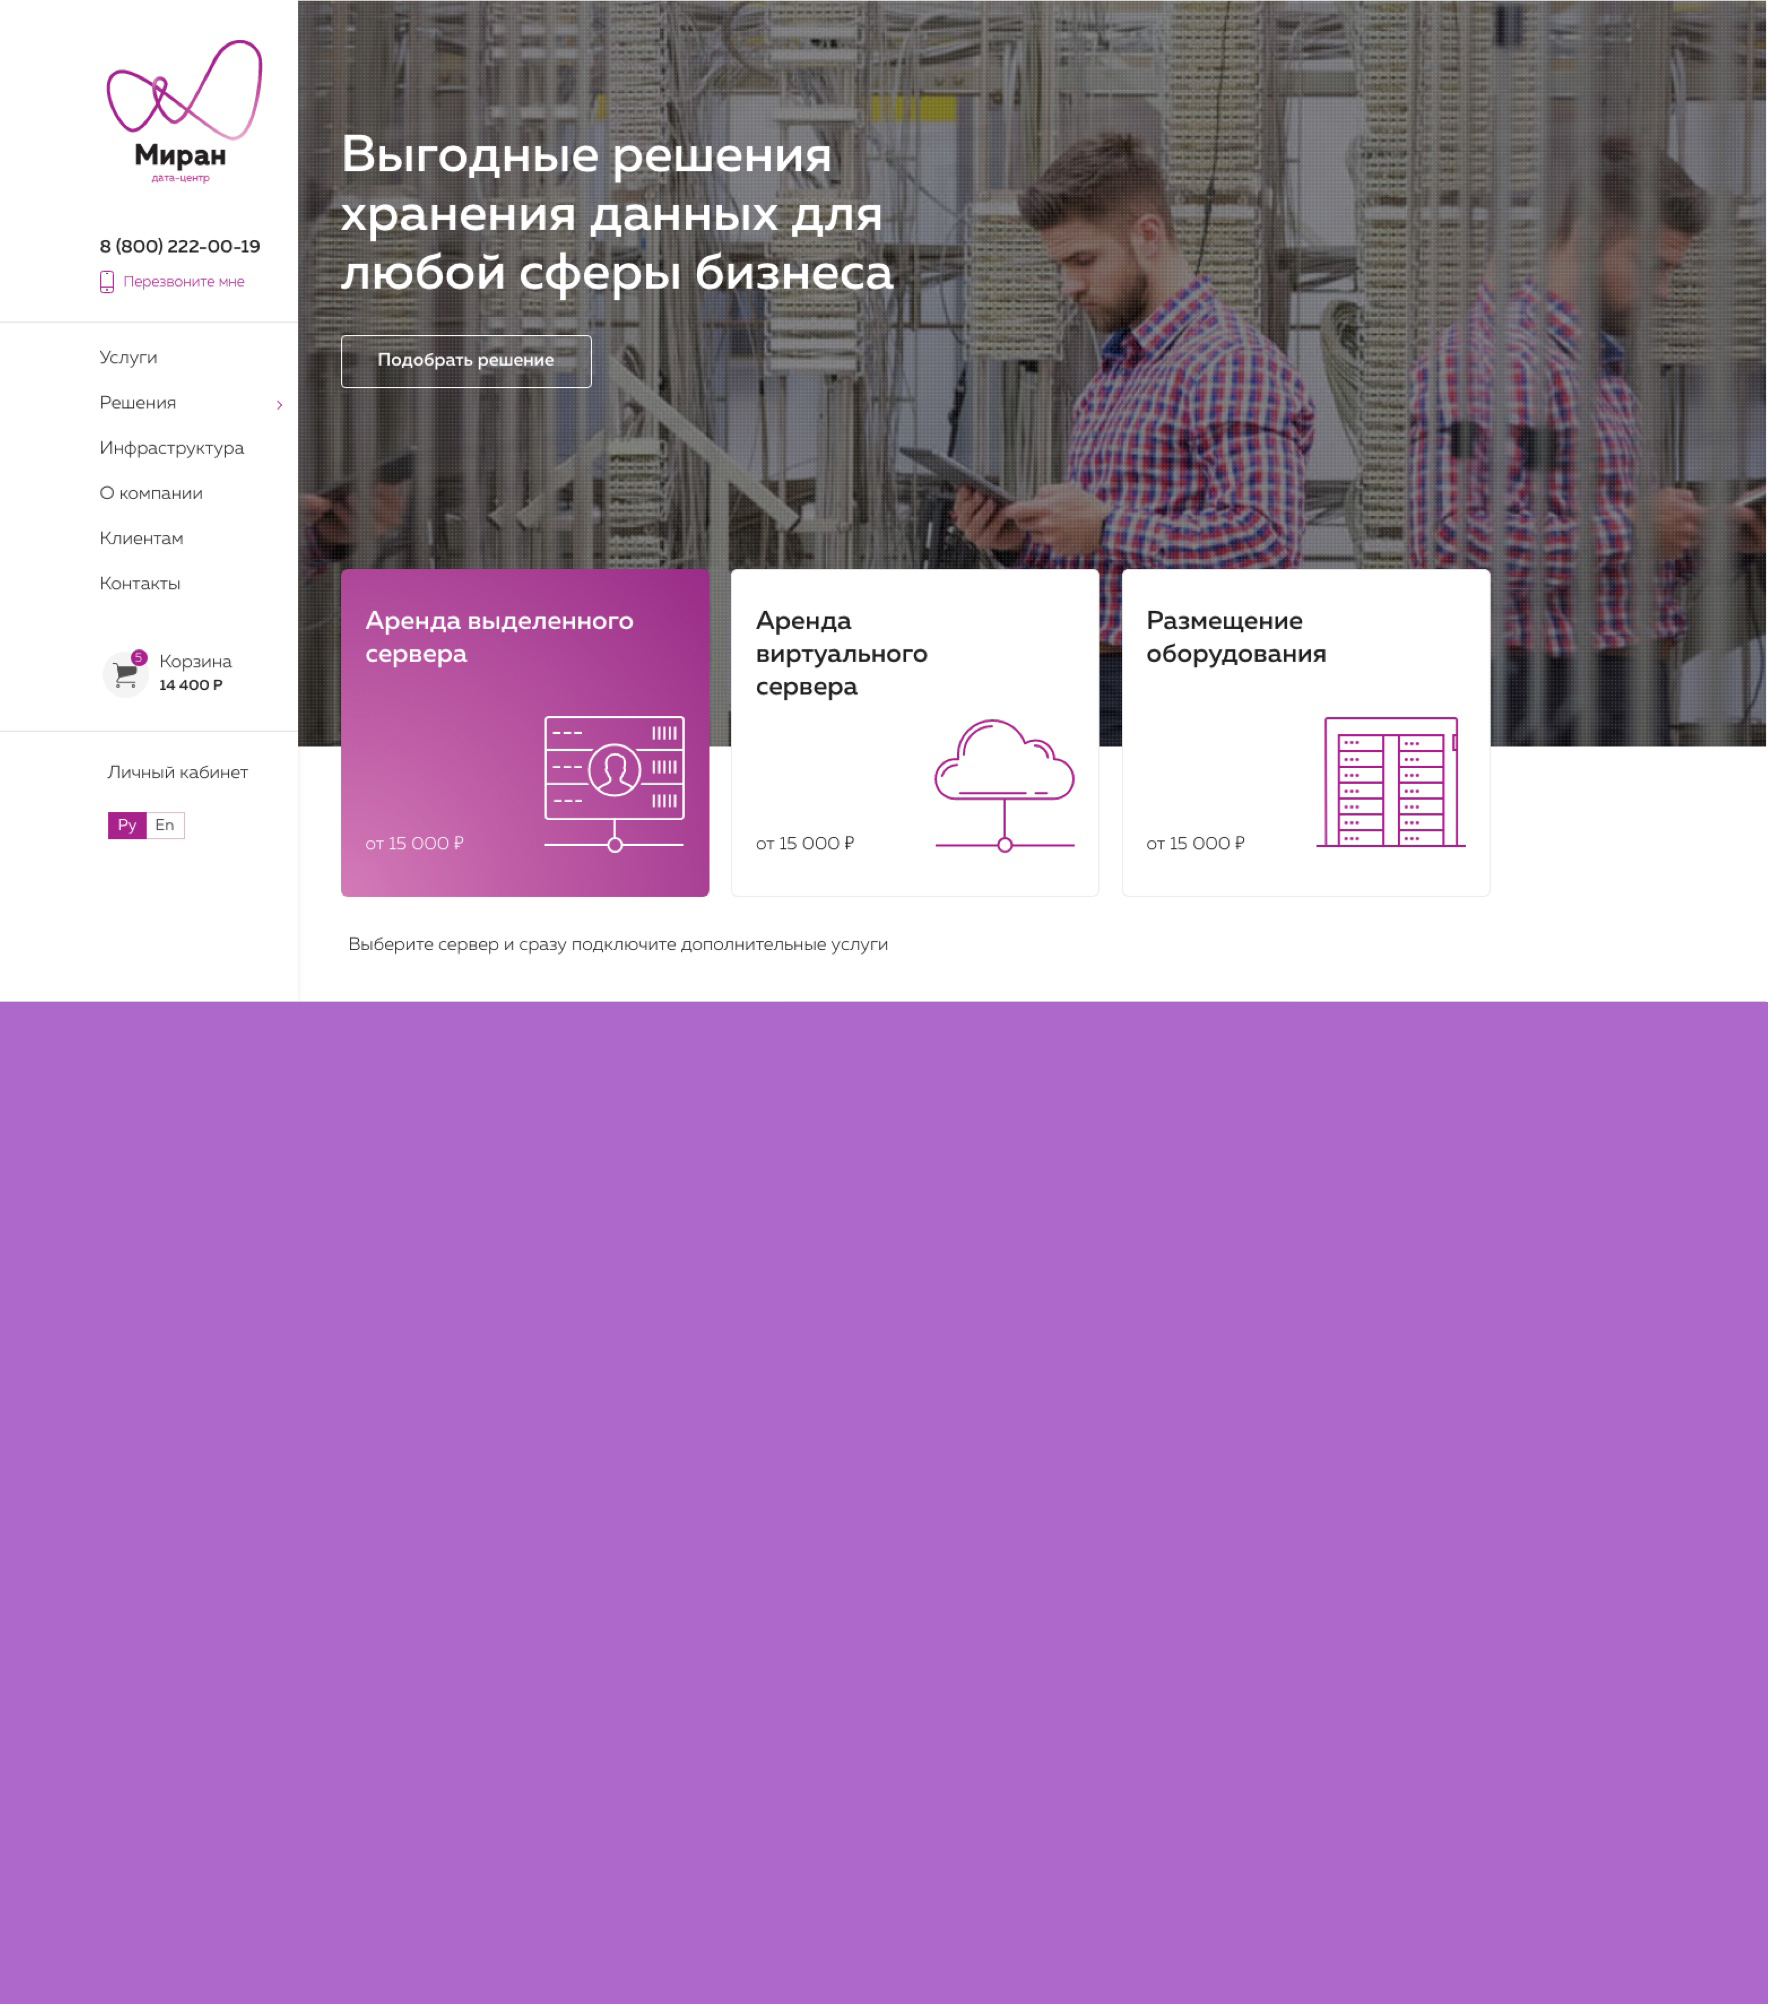 Миран
дата-центр
8 (800) 222-00-19
Перезвоните мне
Услуги
Решения
Инфраструктура
О компании
Клиентам
Контакты
5
Корзина
14 400 Р
Личный кабинет
Ру En
Выгодные решения
хранения данных для
любой сферы бизнеса
Подобрать решение
Аренда выделенного
сервера
от 15 000 ₽
Аренда
виртуального
сервера
от 15 000 ₽
Размещение
оборудования
от 15 000 ₽
Выберите сервер и сразу подключите дополнительные услуги